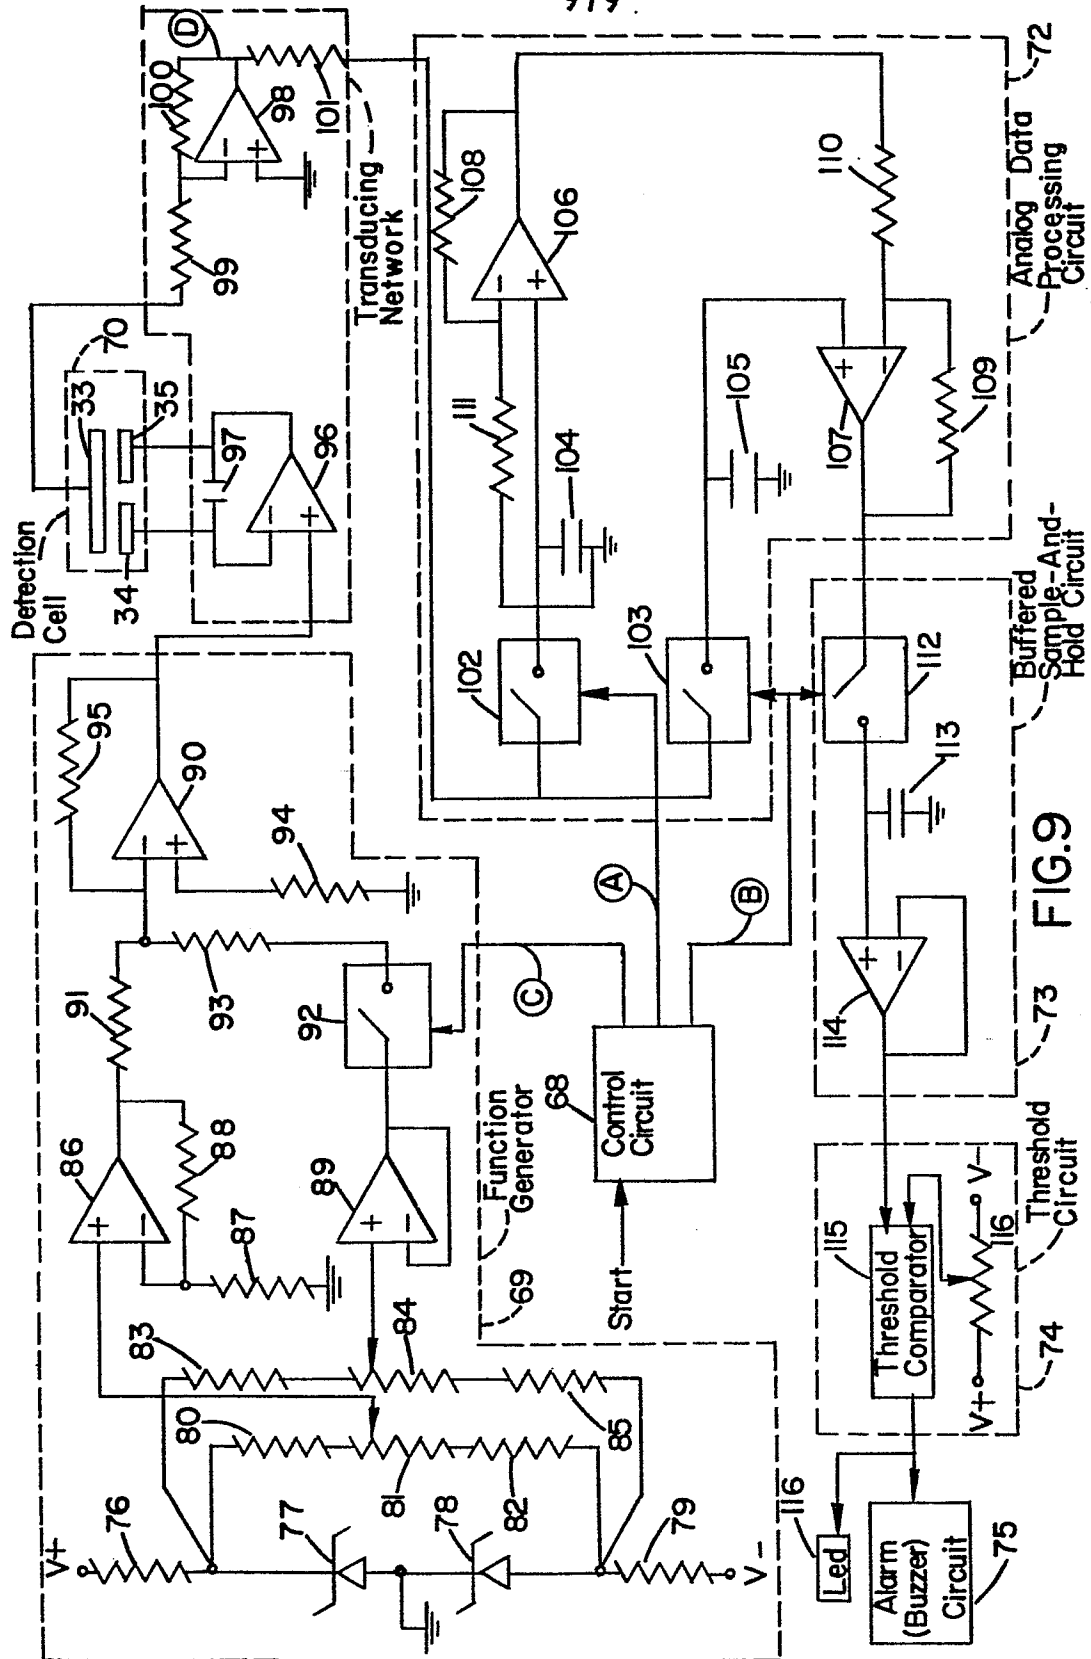 6/6
Detection
Cell
33
70
34
35
97
96
99
100
98
D
101
Transducing
Network
95
90
94
91
93
92
86
88
87
89
83
84
80
85
81
82
V+
76
77
78
79
V-
Function
Generator
69
C
A
B
Start
68
Control
Circuit
102
103
104
111
108
106
105
110
107
109
72
Analog Data
Processing
Circuit
112
113
114
Buffered
Sample-And-
Hold Circuit
73
115
Threshold
Comparator
116
V+
V-
Threshold
Circuit
74
116
Led
Alarm
(Buzzer)
Circuit
75
FIG.9